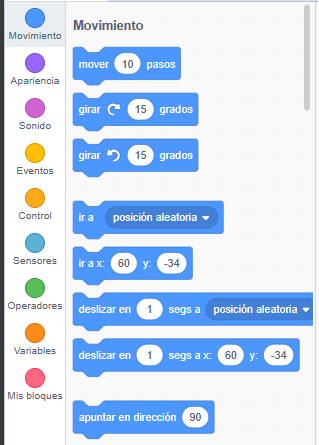 Movimiento
Apariencia
Sonido
Eventos
Control
Sensores
Operadores
Variables
Mis bloques
Movimiento
mover 10 pasos
girar 15 grados
girar 15 grados
ir a posición aleatoria
ir a x: 60 y: -34
deslizar en 1 segs a posición aleatoria
deslizar en 1 segs a x: 60 y: -34
apuntar en dirección 90